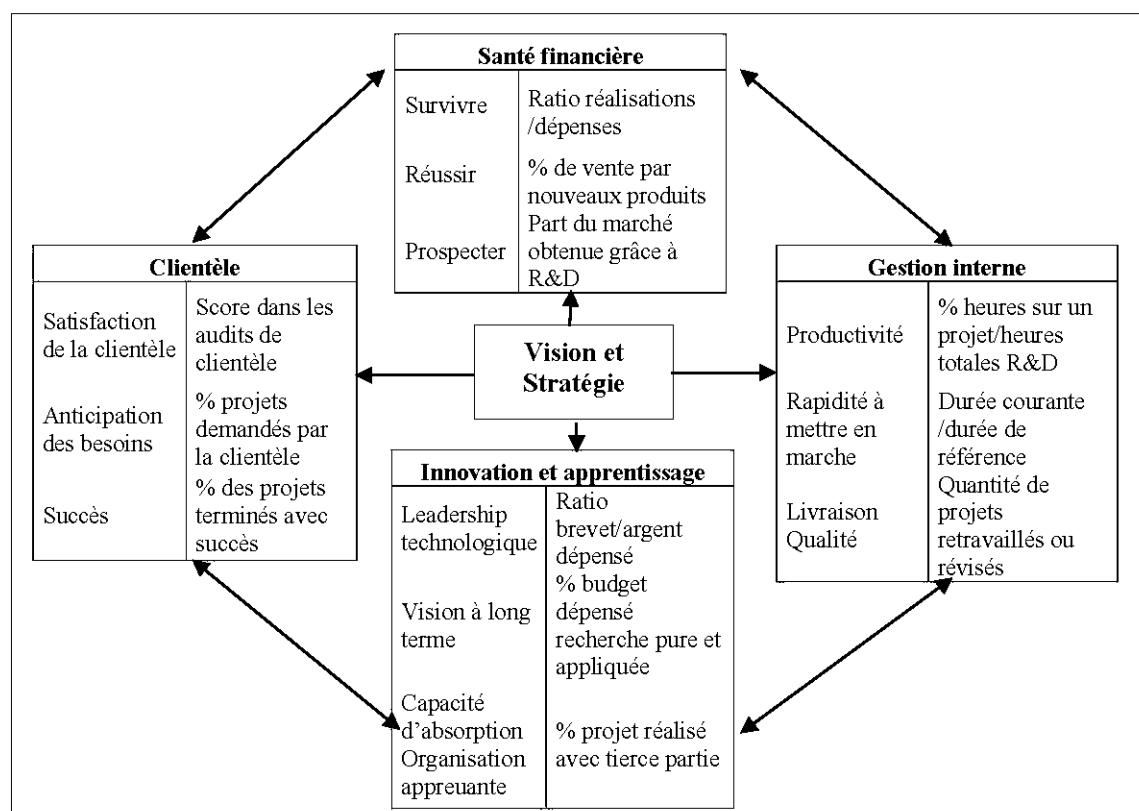 Santé financière
Survivre
Ratio réalisations
/dépenses
Réussir
% de vente par
nouveaux produits
Prospecter
Part du marché
obtenue grâce à
R&D
Clientèle
Satisfaction
de la clientèle
Score dans les
audits de
clientèle
Anticipation
des besoins
% projets
demandés par
la clientèle
Succès
% des projets
terminés avec
succès
Vision et
Stratégie
Gestion interne
Productivité
% heures sur un
projet/heures
totales R&D
Rapidité à
mettre en
marche
Durée courante
/durée de
référence
Livraison
Qualité
Quantité de
projets
retravaillés ou
révisés
Innovation et apprentissage
Leadership
technologique
Ratio
brevet/argent
dépensé
Vision à long
terme
% budget
dépensé
recherche pure et
appliquée
Capacité
d’absorption
Organisation
appreuante
% projet réalisé
avec tierce partie